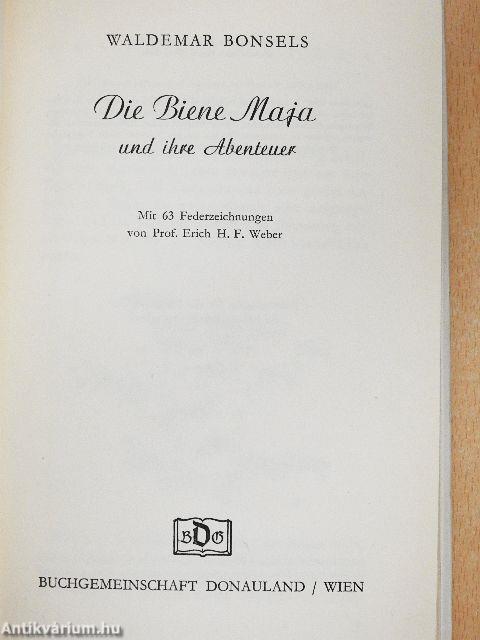 WALDEMAR BONSELS
Die Biene Maja
und ihre Abenteuer
Mit 63 Federzeichnungen
von Prof. Erich H. F. Weber
BDG
BUCHGEMEINSCHAFT DONAULAND / WIEN
Antikvárium.hu